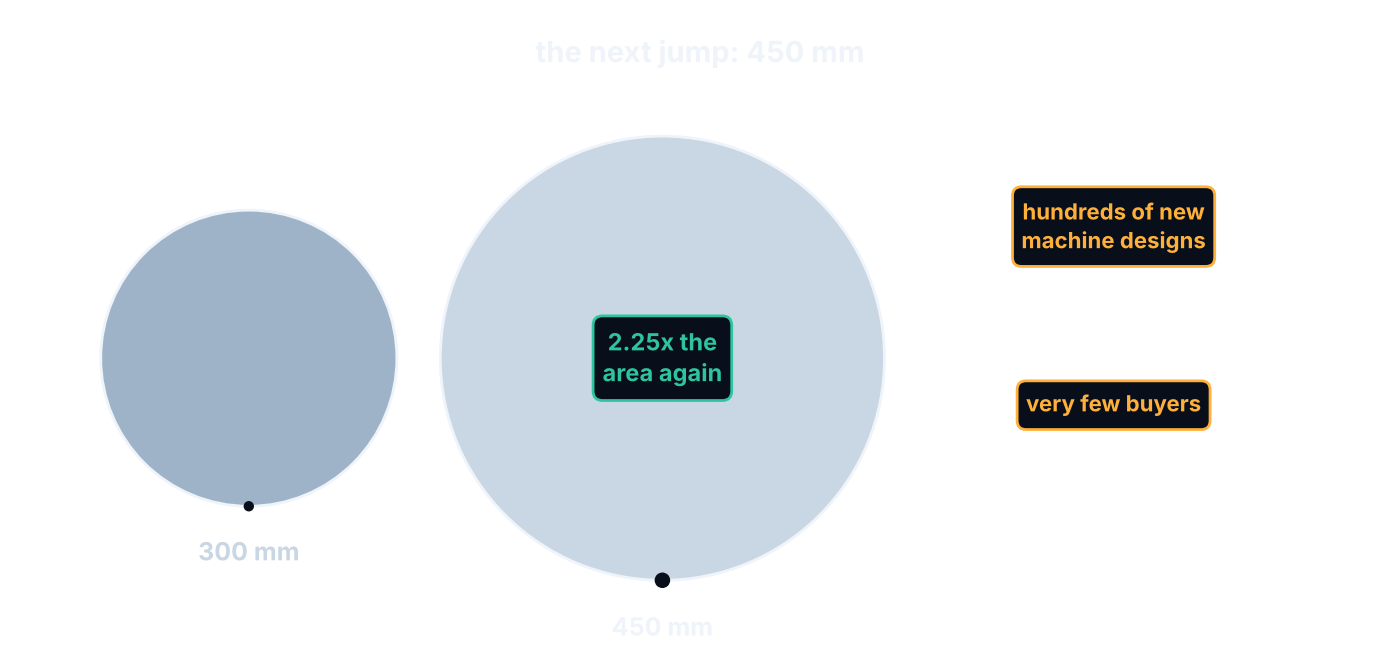 the next jump: 450 mm
hundreds of new
machine designs
2.25x the
area again
very few buyers
300 mm
450 mm